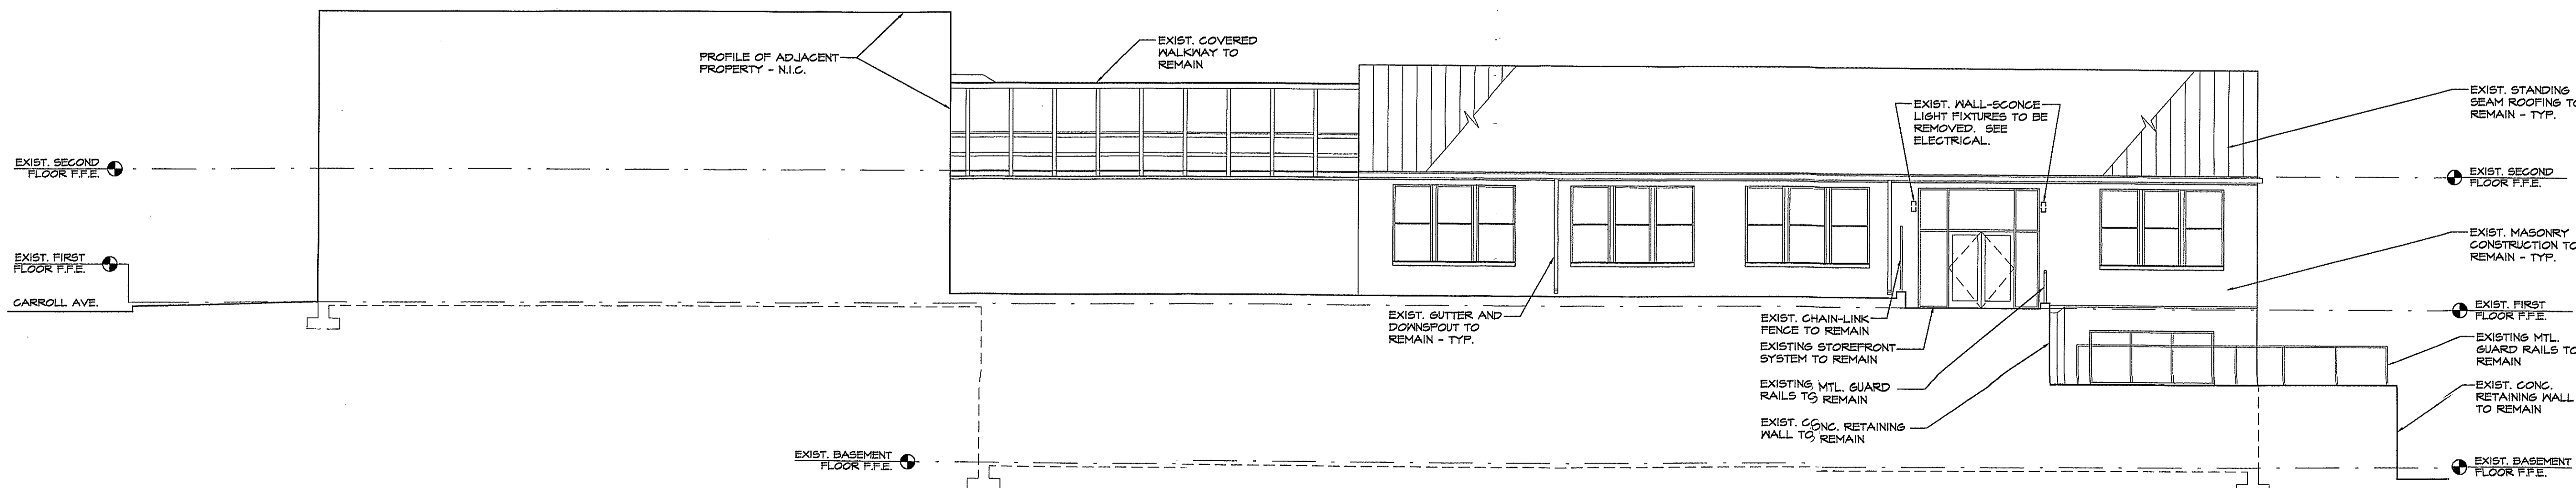 PROFILE OF ADJACENT
PROPERTY - N.I.C.
EXIST. COVERED
WALKWAY TO
REMAIN
EXIST. WALL-SCONCE
LIGHT FIXTURES TO BE
REMOVED. SEE
ELECTRICAL.
EXIST. STANDING
SEAM ROOFING TO
REMAIN - TYP.
EXIST. SECOND
FLOOR F.F.E.
EXIST. SECOND
FLOOR F.F.E.
EXIST. FIRST
FLOOR F.F.E.
CARROLL AVE.
EXIST. MASONRY
CONSTRUCTION TO
REMAIN - TYP.
EXIST. GUTTER AND
DOWNSPOUT TO
REMAIN - TYP.
EXIST. CHAIN-LINK
FENCE TO REMAIN
EXISTING STOREFRONT
SYSTEM TO REMAIN
EXISTING MTL. GUARD
RAILS TO REMAIN
EXIST. CONC. RETAINING
WALL TO REMAIN
EXIST. FIRST
FLOOR F.F.E.
EXISTING MTL.
GUARD RAILS TO
REMAIN
EXIST. CONC.
RETAINING WALL
TO REMAIN
EXIST. BASEMENT
FLOOR F.F.E.
EXIST. BASEMENT
FLOOR F.F.E.